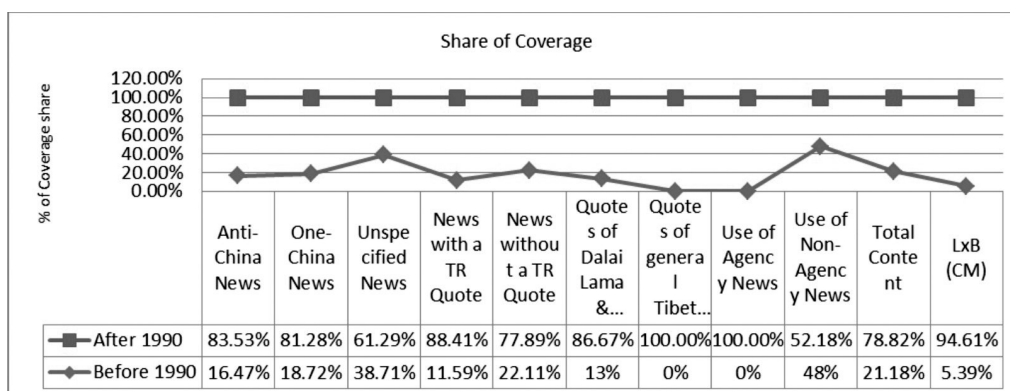 Share of Coverage
% of Coverage share
120.00%
100.00%
80.00%
60.00%
40.00%
20.00%
0.00%
Anti-
China
News
One-
China
News
Unspe
cified
News
News
with a
TR
Quote
News
withou
t a TR
Quote
Quote
s of
Dalai
Lama
&...
Quote
s of
genera
l
Tibet...
Use of
Agenc
y News
Use of
Non-
Agenc
y News
Total
Conte
nt
LxB
(CM)
After 1990 83.53% 81.28% 61.29% 88.41% 77.89% 86.67% 100.00% 100.00% 52.18% 78.82% 94.61%
Before 1990 16.47% 18.72% 38.71% 11.59% 22.11% 13% 0% 0% 48% 21.18% 5.39%